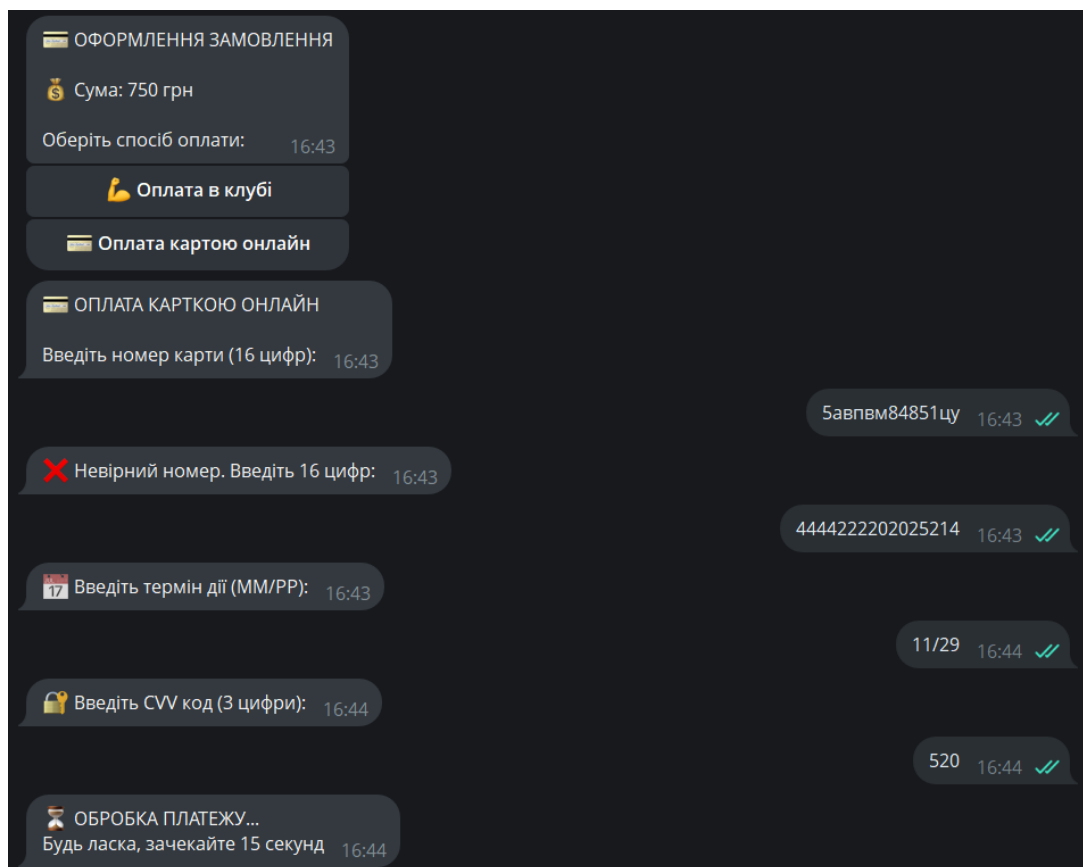 ОФОРМЛЕННЯ ЗАМОВЛЕННЯ
Сума: 750 грн
Оберіть спосіб оплати: 16:43
Оплата в клубі
Оплата картою онлайн
ОПЛАТА КАРТКОЮ ОНЛАЙН
Введіть номер карти (16 цифр): 16:43
5авпвм84851цу 16:43
Невірний номер. Введіть 16 цифр: 16:43
4444222202025214 16:43
17 Введіть термін дії (ММ/РР): 16:43
11/29 16:44
Введіть CVV код (3 цифри): 16:44
520 16:44
ОБРОБКА ПЛАТЕЖУ...
Будь ласка, зачекайте 15 секунд 16:44